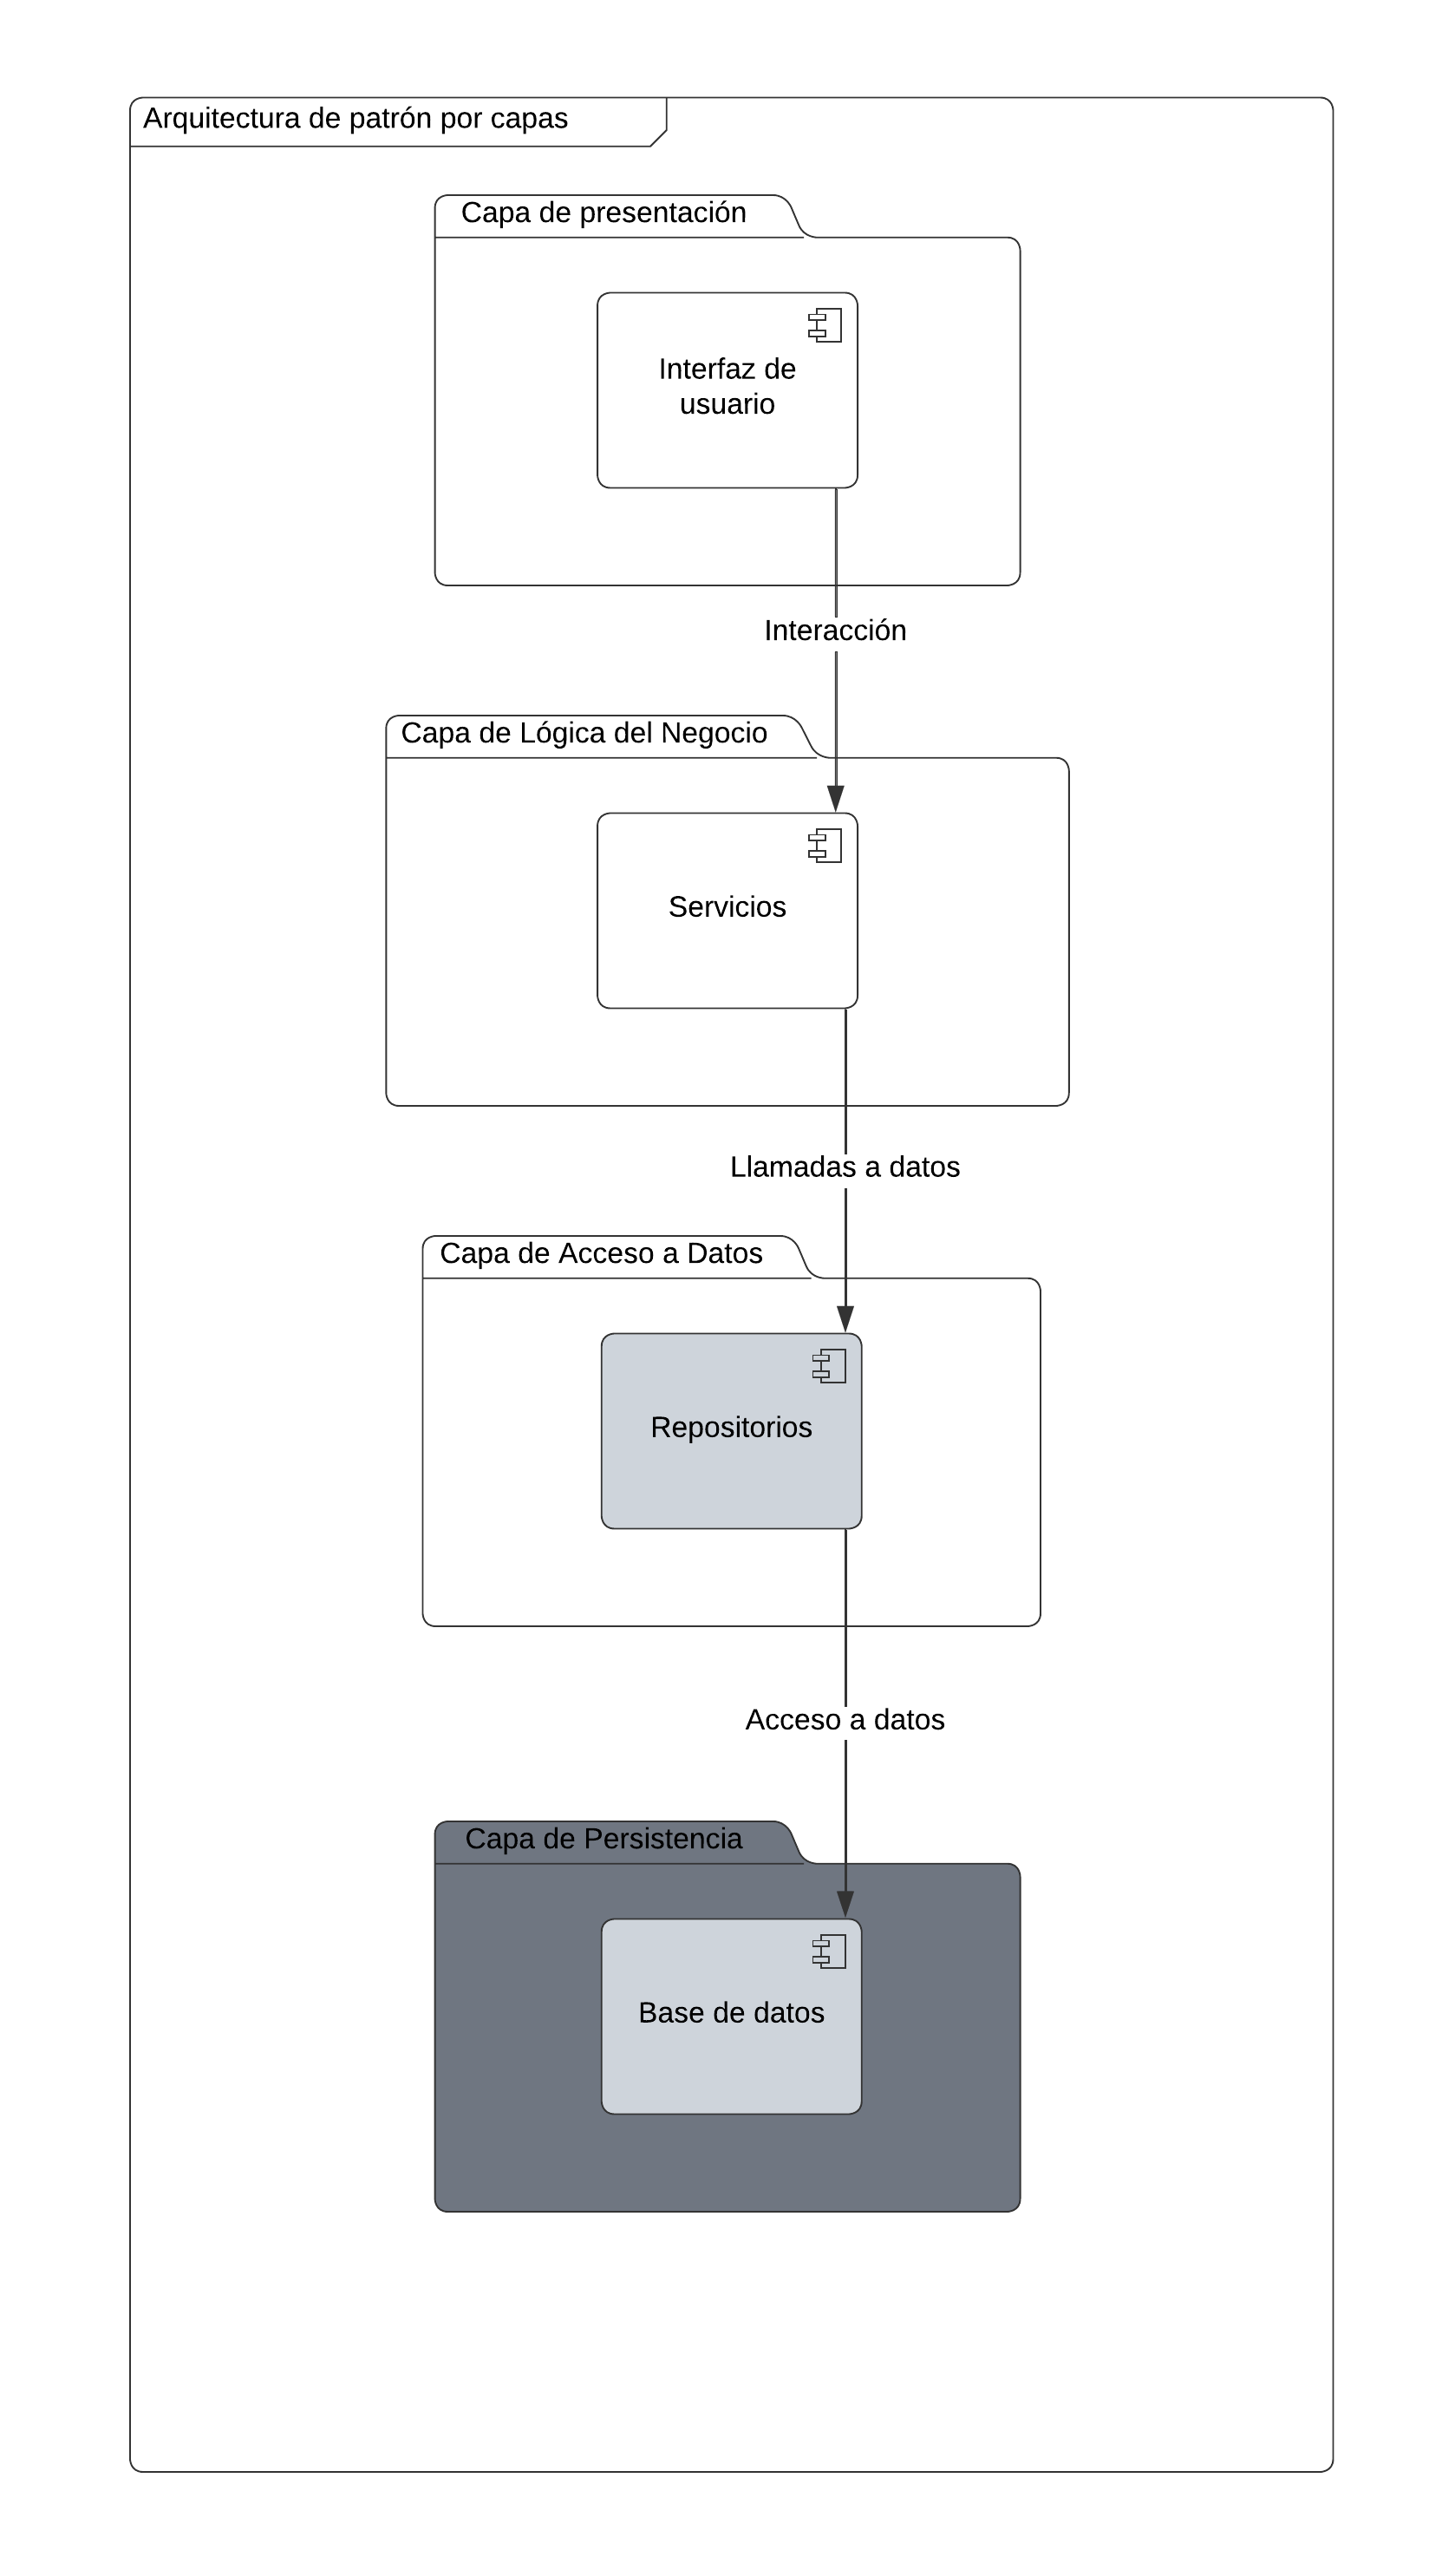 Arquitectura de patrón por capas
Capa de presentación
Interfaz de
usuario
Interacción
Capa de Lógica del Negocio
Servicios
Llamadas a datos
Capa de Acceso a Datos
Repositorios
Acceso a datos
Capa de Persistencia
Base de datos